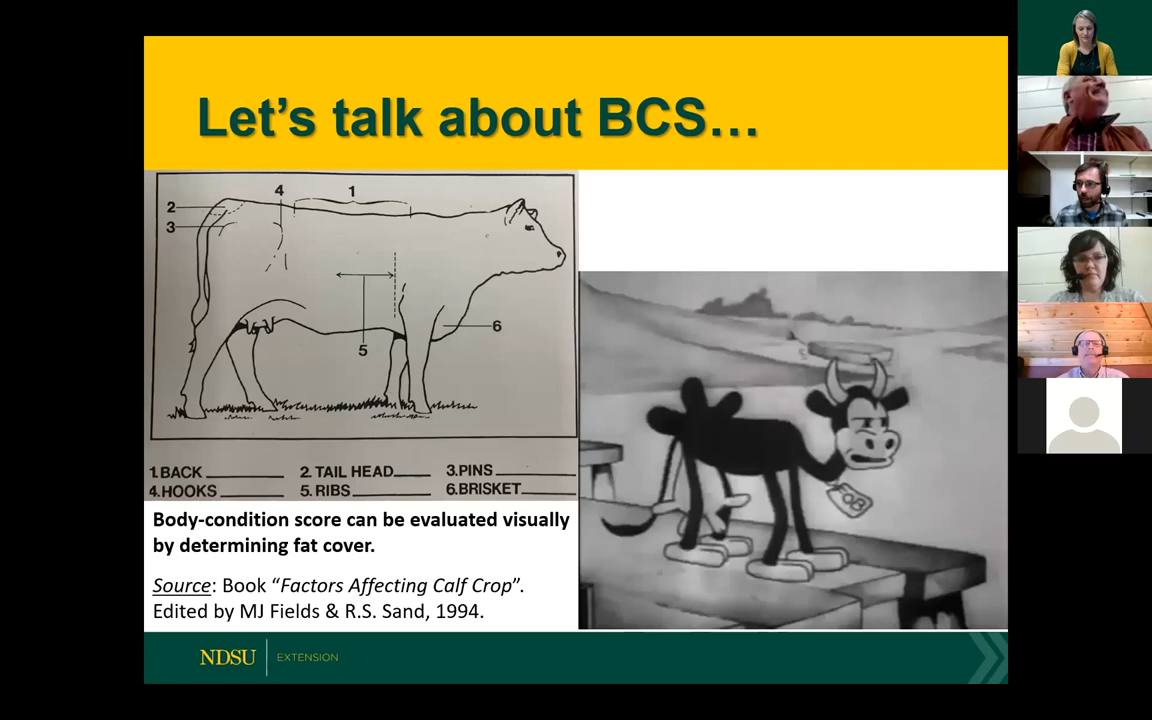 Let's talk about BCS…
4 1
2
3
6
5
1.BACK 2. TAIL HEAD 3.PINS
4.HOOKS 5. RIBS 6.BRISKET
Body-condition score can be evaluated visually
by determining fat cover.
Source: Book “Factors Affecting Calf Crop”.
Edited by MJ Fields & R.S. Sand, 1994.
NDSU EXTENSION